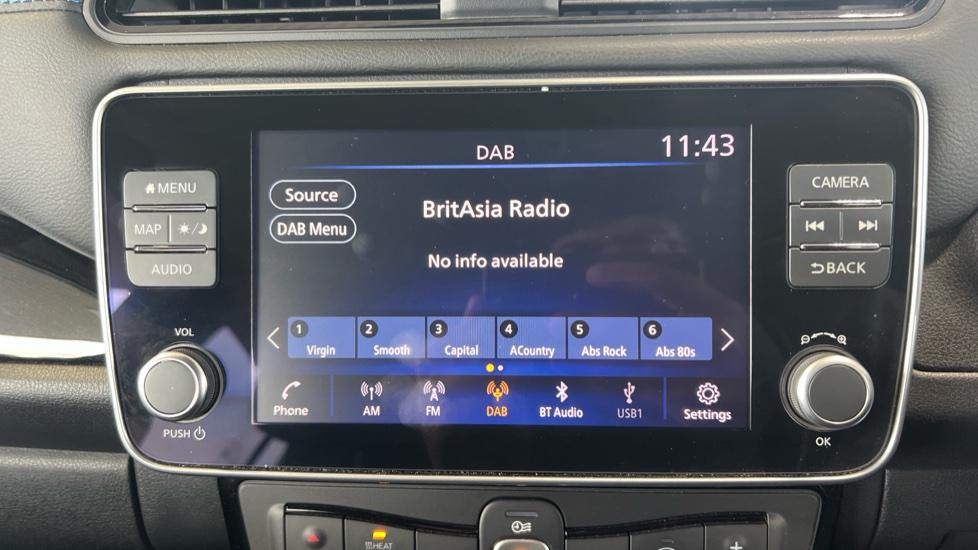 DAB
11:43
Source
DAB Menu
BritAsia Radio
No info available
1 Virgin
2 Smooth
3 Capital
4 ACountry
5 Abs Rock
6 Abs 80s
Phone
AM
FM
DAB
BT Audio
USB1
Settings
MENU
MAP
AUDIO
VOL
PUSH
CAMERA
BACK
OK
HEAT